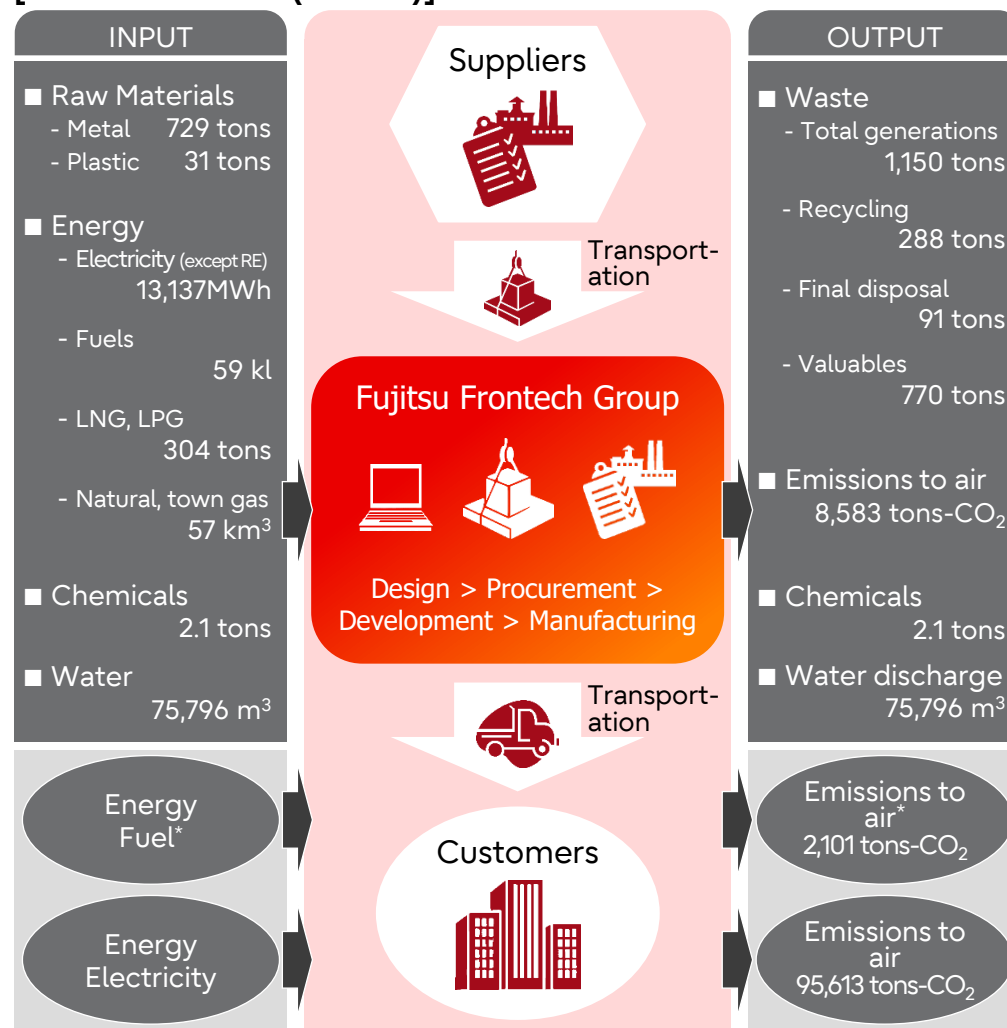 INPUT
■ Raw Materials
- Metal 729 tons
- Plastic 31 tons
■ Energy
- Electricity (except RE)
13,137MWh
- Fuels
59 kl
- LNG, LPG
304 tons
- Natural, town gas
57 km³
■ Chemicals
2.1 tons
■ Water
75,796 m³
Energy
Fuel*
Energy
Electricity
Suppliers
Transport-
ation
Fujitsu Frontech Group
Design > Procurement >
Development > Manufacturing
Transport-
ation
Customers
OUTPUT
■ Waste
- Total generations
1,150 tons
- Recycling
288 tons
- Final disposal
91 tons
- Valuables
770 tons
■ Emissions to air
8,583 tons-CO₂
■ Chemicals
2.1 tons
■ Water discharge
75,796 m³
Emissions to
air*
2,101 tons-CO₂
Emissions to
air
95,613 tons-CO₂